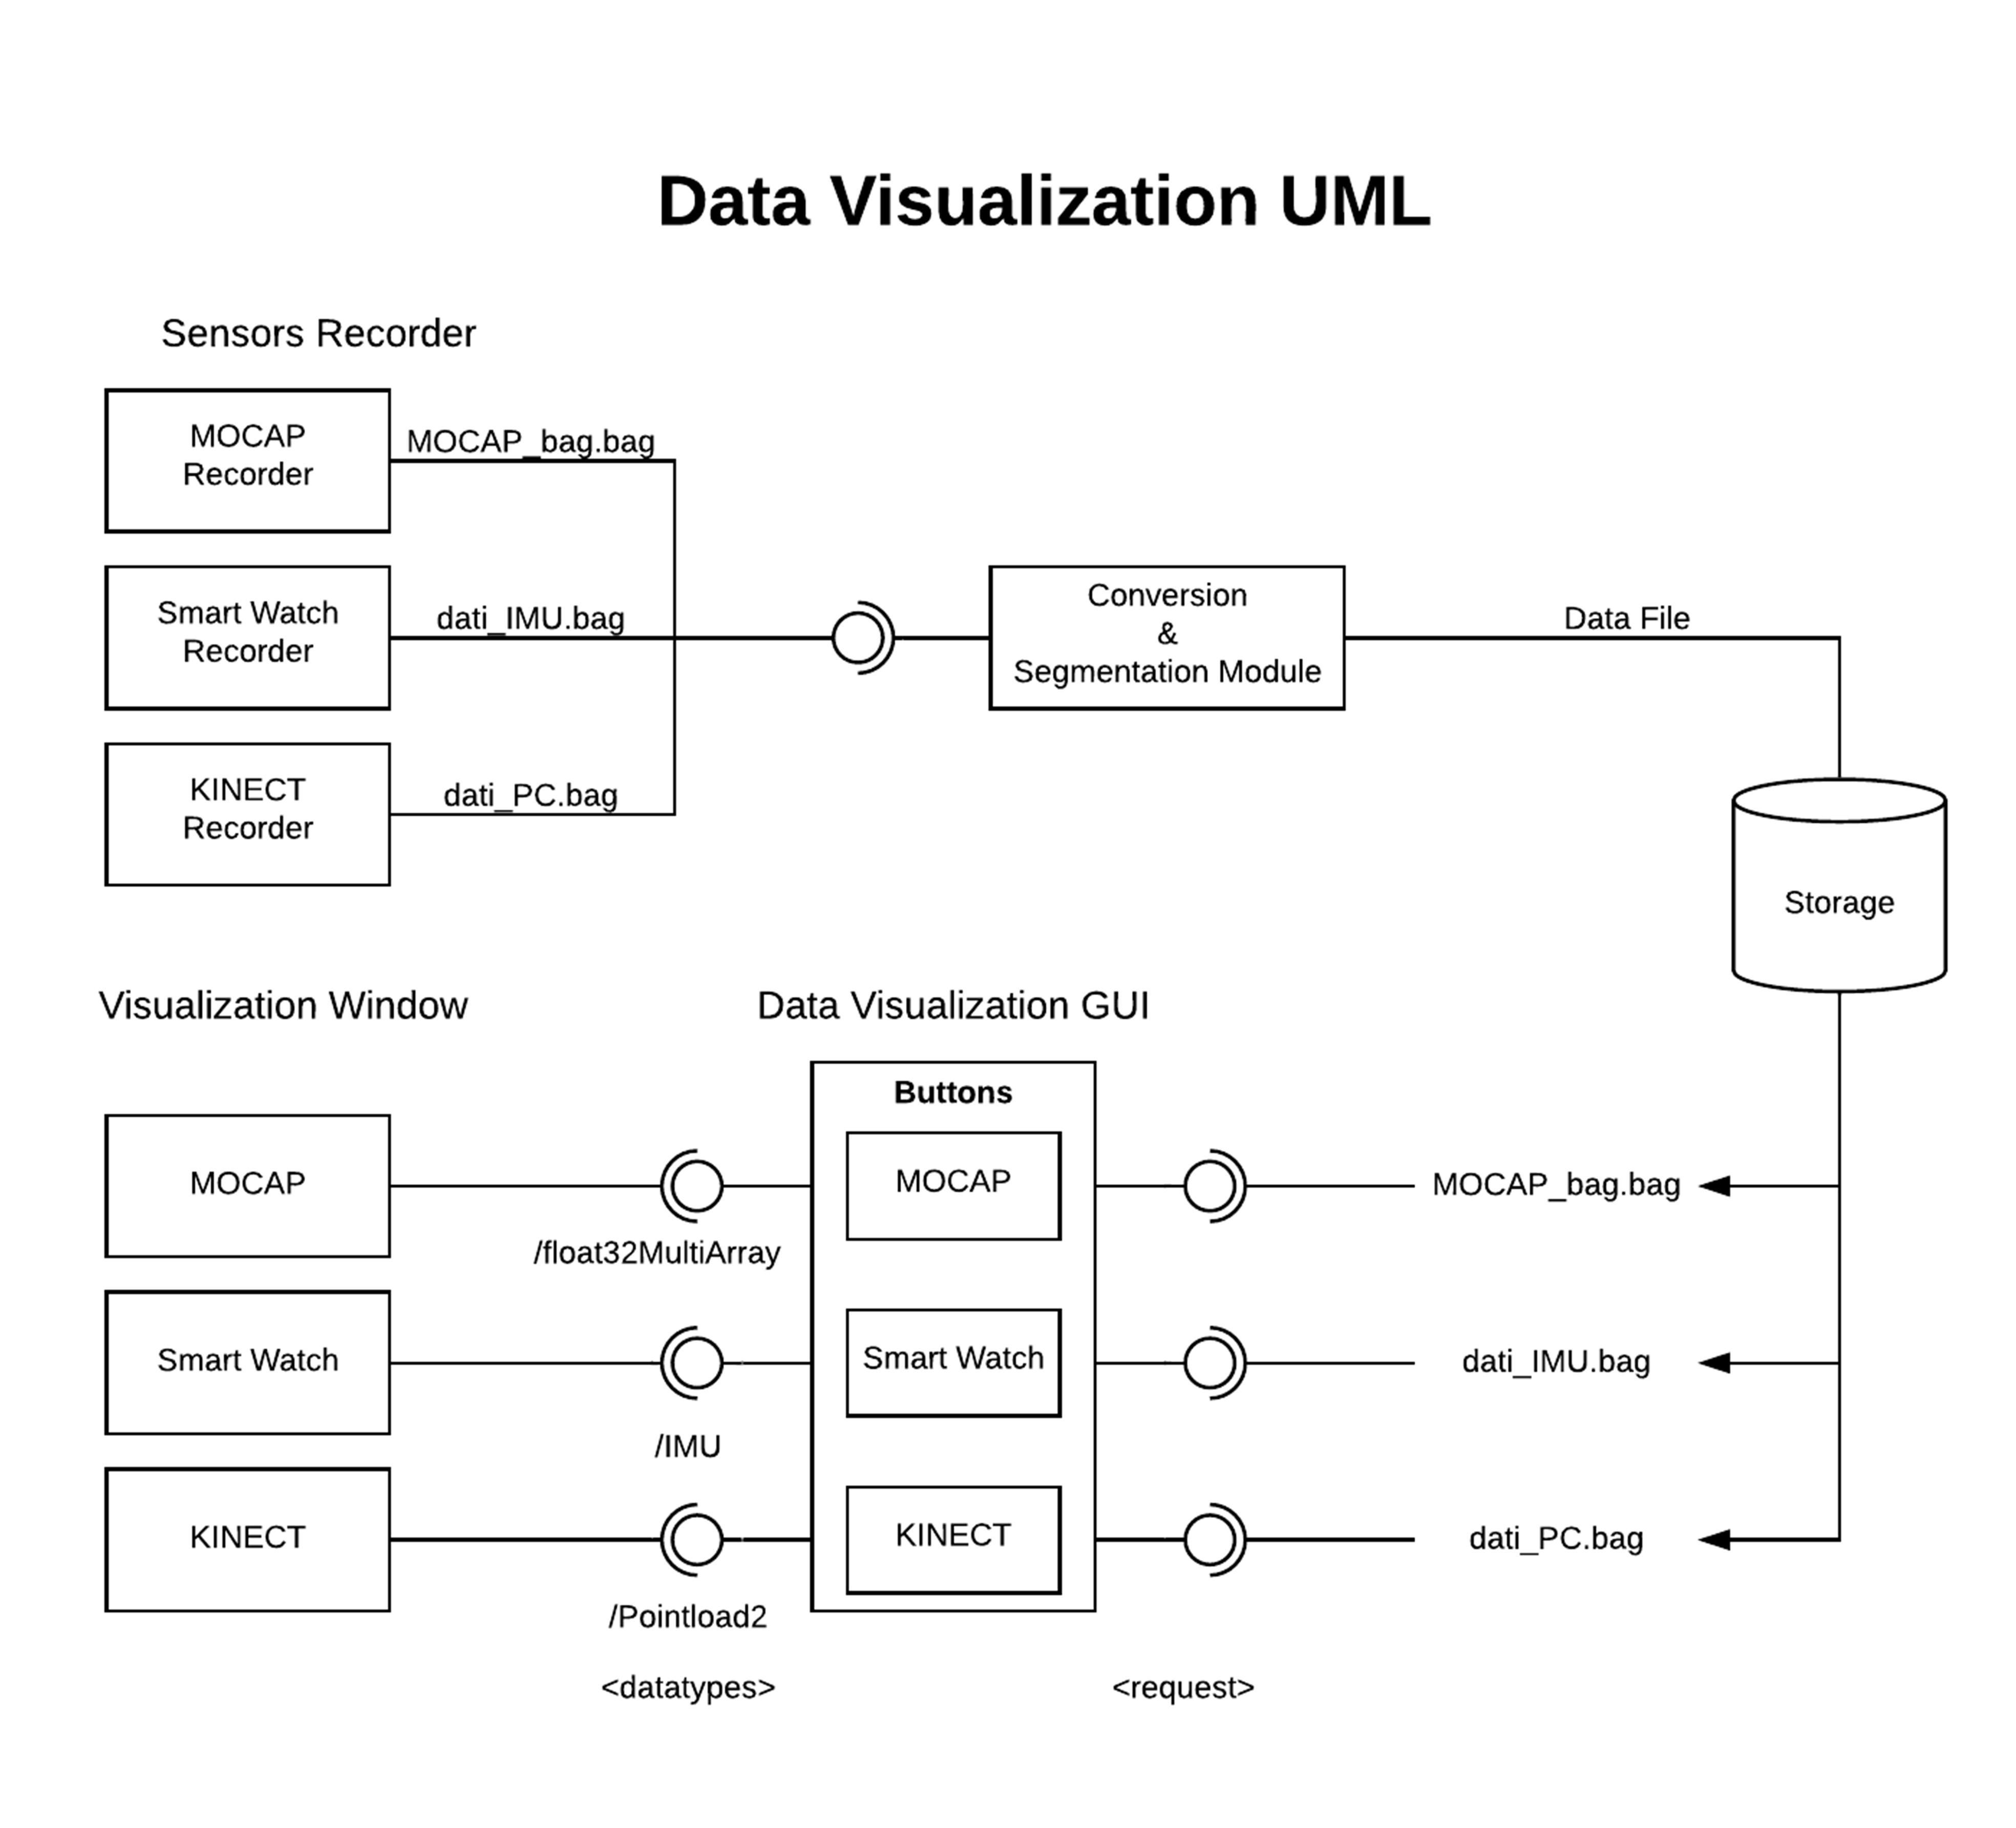 Data Visualization UML
Sensors Recorder
MOCAP
Recorder
MOCAP_bag.bag
Smart Watch
Recorder
dati_IMU.bag
KINECT
Recorder
dati_PC.bag
Conversion
&
Segmentation Module
Data File
Storage
Visualization Window
Data Visualization GUI
Buttons
MOCAP
/float32MultiArray
MOCAP
MOCAP_bag.bag
Smart Watch
/IMU
Smart Watch
dati_IMU.bag
KINECT
/Pointload2
KINECT
dati_PC.bag
<datatypes>
<request>